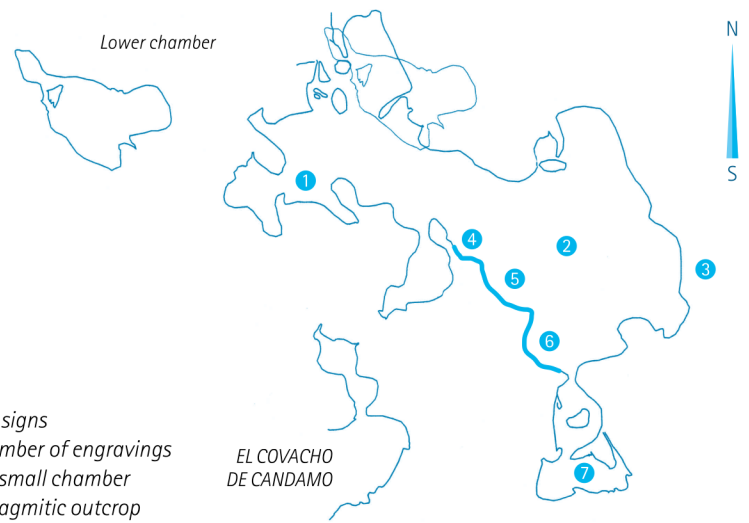 Lower chamber
N
S
1
2
3
4
5
6
7
signs
mber of engravings
small chamber
agmitic outcrop
EL COVACHO
DE CANDAMO